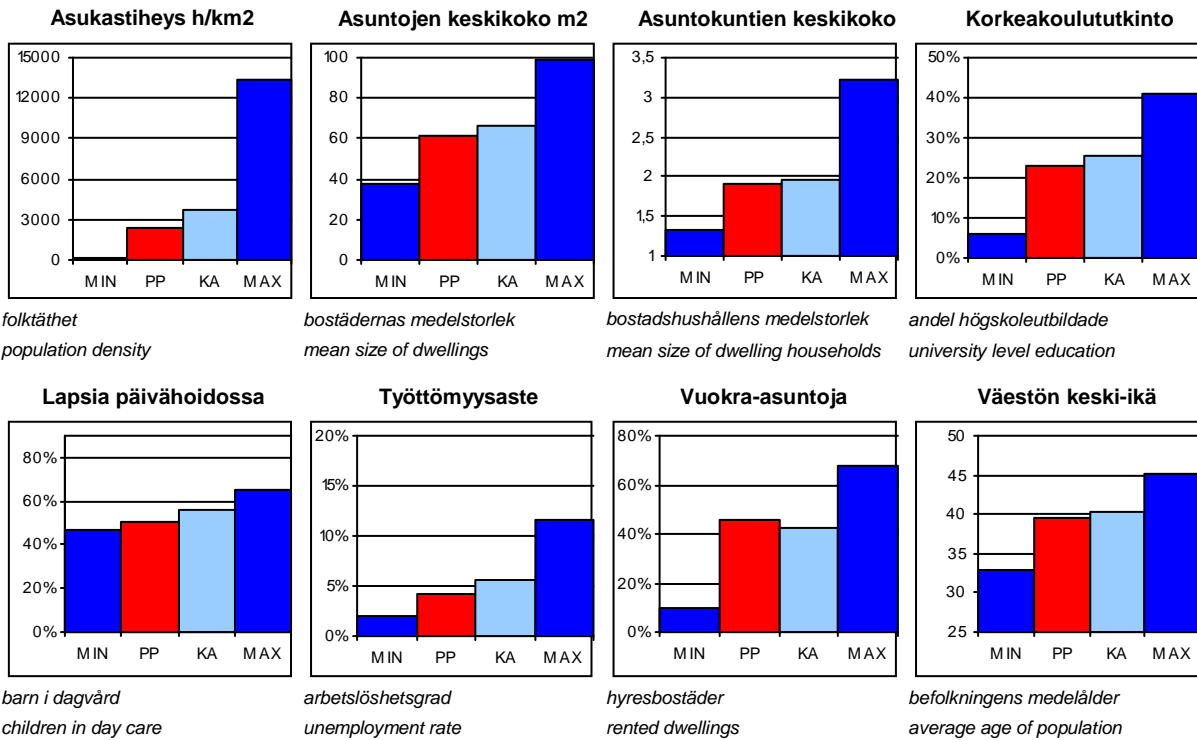 Asukastiheys h/km2
15000
12000
9000
6000
3000
0
MIN PP KA MAX
folktäthet
population density
Asuntojen keskikoko m2
100
80
60
40
20
0
MIN PP KA MAX
bostädernas medelstorlek
mean size of dwellings
Asuntokuntien keskikoko
3,5
3
2,5
2
1,5
1
MIN PP KA MAX
bostadshushållens medelstorlek
mean size of dwelling households
Korkeakoulututkinto
50%
40%
30%
20%
10%
0%
MIN PP KA MAX
andel högskoleutbildade
university level education
Lapsia päivähoidossa
80%
60%
40%
20%
0%
MIN PP KA MAX
barn i dagvård
children in day care
Työttömyysaste
20%
15%
10%
5%
0%
MIN PP KA MAX
arbetslöshetsgrad
unemployment rate
Vuokra-asuntoja
80%
60%
40%
20%
0%
MIN PP KA MAX
hyresbostäder
rented dwellings
Väestön keski-ikä
50
45
40
35
30
25
MIN PP KA MAX
befolkningens medelålder
average age of population